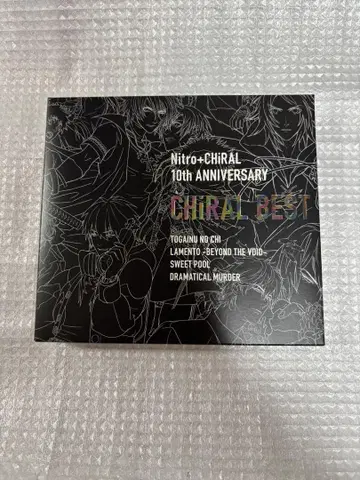 Nitro+CHiRAL
10th ANNIVERSARY
CHiRAL BEST
TOGAINU NO CHI
LAMENTO -BEYOND THE VOID-
SWEET POOL
DRAMATICAL MURDER